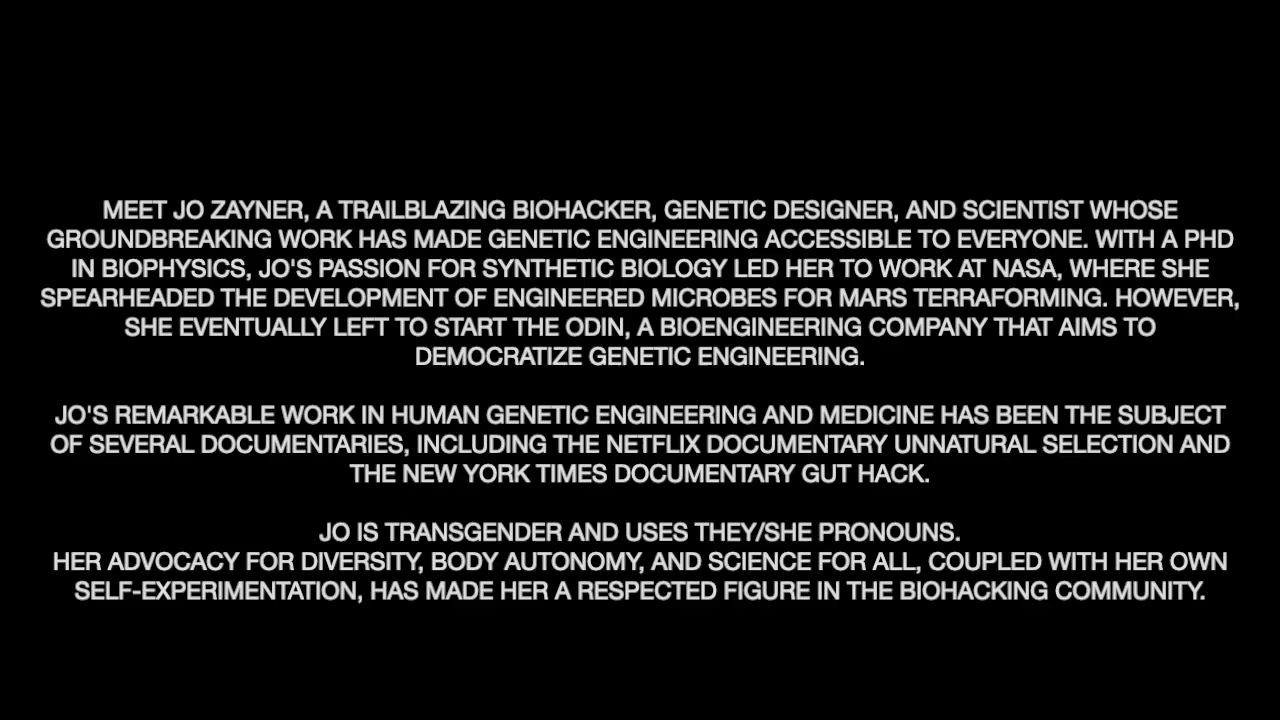 MEET JO ZAYNER, A TRAILBLAZING BIOHACKER, GENETIC DESIGNER, AND SCIENTIST WHOSE
GROUNDBREAKING WORK HAS MADE GENETIC ENGINEERING ACCESSIBLE TO EVERYONE. WITH A PHD
IN BIOPHYSICS, JO'S PASSION FOR SYNTHETIC BIOLOGY LED HER TO WORK AT NASA, WHERE SHE
SPEARHEADED THE DEVELOPMENT OF ENGINEERED MICROBES FOR MARS TERRAFORMING. HOWEVER,
SHE EVENTUALLY LEFT TO START THE ODIN, A BIOENGINEERING COMPANY THAT AIMS TO
DEMOCRATIZE GENETIC ENGINEERING.
JO'S REMARKABLE WORK IN HUMAN GENETIC ENGINEERING AND MEDICINE HAS BEEN THE SUBJECT
OF SEVERAL DOCUMENTARIES, INCLUDING THE NETFLIX DOCUMENTARY UNNATURAL SELECTION AND
THE NEW YORK TIMES DOCUMENTARY GUT HACK.
JO IS TRANSGENDER AND USES THEY/SHE PRONOUNS.
HER ADVOCACY FOR DIVERSITY, BODY AUTONOMY, AND SCIENCE FOR ALL, COUPLED WITH HER OWN
SELF-EXPERIMENTATION, HAS MADE HER A RESPECTED FIGURE IN THE BIOHACKING COMMUNITY.